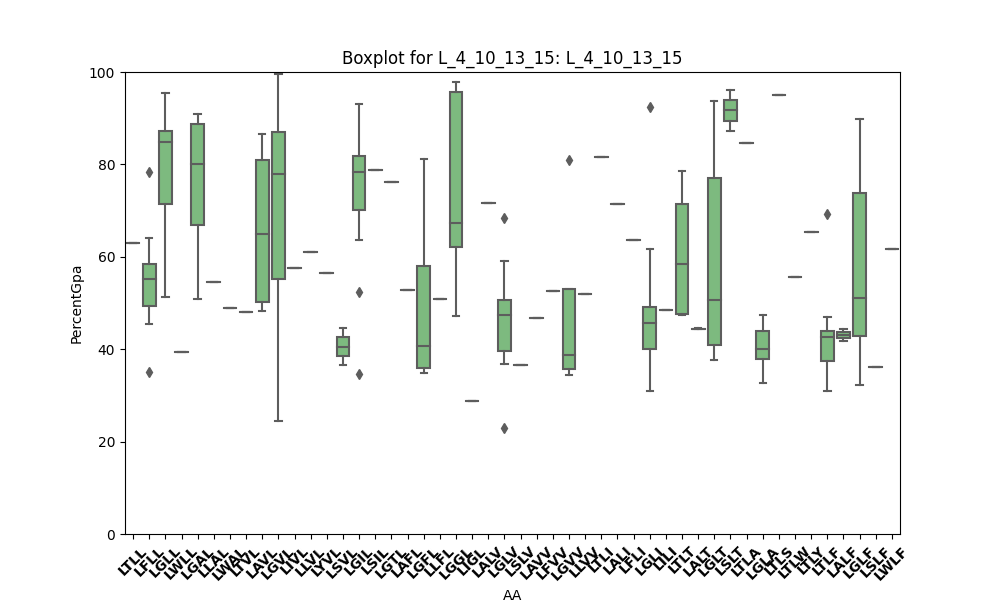 Boxplot for L_4_10_13_15: L_4_10_13_15
PercentGpa
100
80
60
40
20
0
LTLL LFLL LGLL LWLL LGAL LLAL LWAL LTVL LAVL LGVL LIVL LLVL LYVL LSVL LGIL LSIL LGTL LAFL LGFL LLFL LGGL LIGL LALV LGLV LSLV LAVV LFVV LGVV LLVV LTLI LALI LFLI LGLI LILI LTLT LALT LGLT LSLT LTLA LGLA LTLS LTLW LTLY LTLF LALF LGLF LSLF LWLF
AA